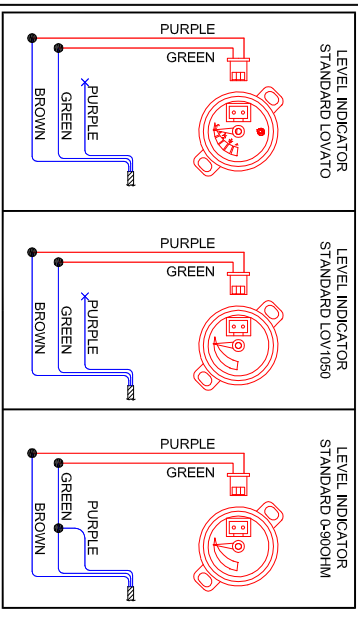 PURPLE
GREEN
PURPLE
GREEN
BROWN
LEVEL INDICATOR
STANDARD LOVATO
PURPLE
GREEN
PURPLE
GREEN
BROWN
LEVEL INDICATOR
STANDARD LOV1050
PURPLE
GREEN
PURPLE
GREEN
BROWN
LEVEL INDICATOR
STANDARD 0-90OHM